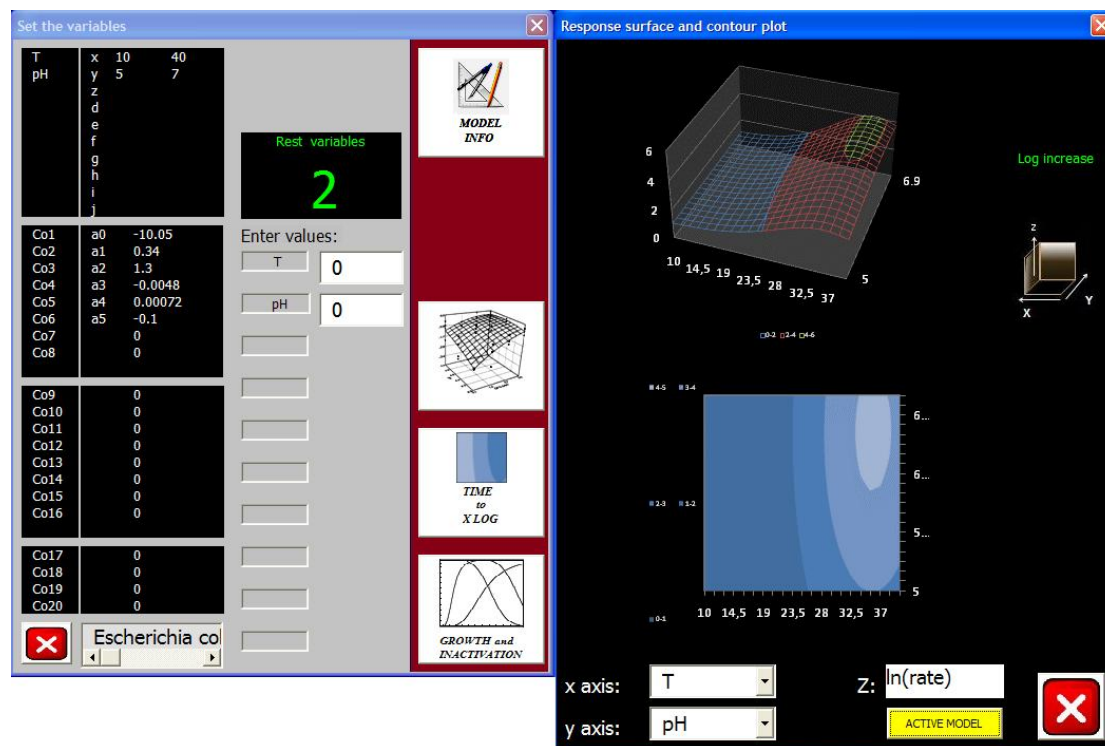 Set the variables
T x 10 40
pH y 5 7
z
d
e
f
g
h
i
j
Co1 a0 -10.05
Co2 a1 0.34
Co3 a2 1.3
Co4 a3 -0.0048
Co5 a4 0.00072
Co6 a5 -0.1
Co7 0
Co8 0
Co9 0
Co10 0
Co11 0
Co12 0
Co13 0
Co14 0
Co15 0
Co16 0
Co17 0
Co18 0
Co19 0
Co20 0
Escherichia col
Rest variables
2
Enter values:
T 0
pH 0
MODEL
INFO
TIME
to
X LOG
GROWTH and
INACTIVATION
Response surface and contour plot
6
4
2
0
10 14,5 19 23,5 28 32,5 37
5
6.9
Log increase
z
X
Y
0-2 2-4 4-6
4-5 3-4
2-3 1-2
0-1
6...
6...
5...
5
10 14,5 19 23,5 28 32,5 37
x axis: T
Z: ln(rate)
y axis: pH
ACTIVE MODEL